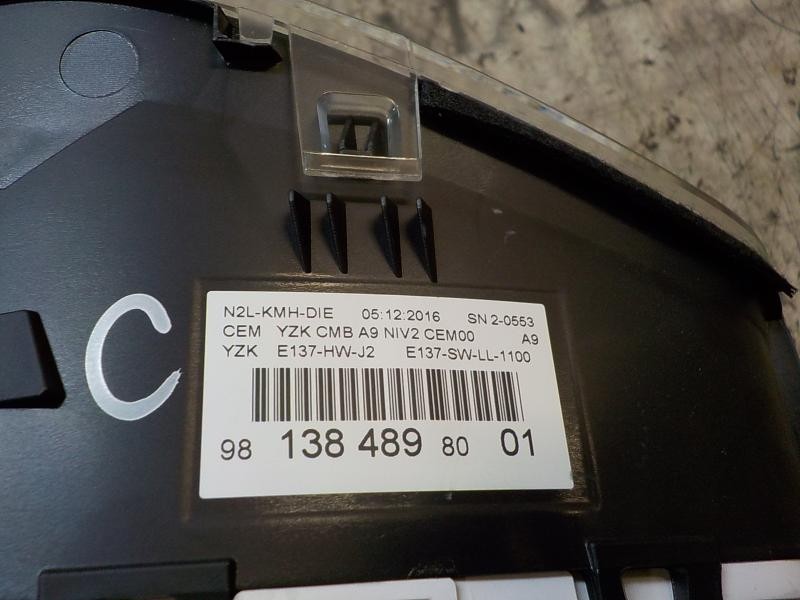 N2L-KMH-DIE 05:12:2016 SN 2-0553
CEM YZK CMB A9 NIV2 CEM00 A9
YZK E137-HW-J2 E137-SW-LL-1100
98 138 489 80 01
C